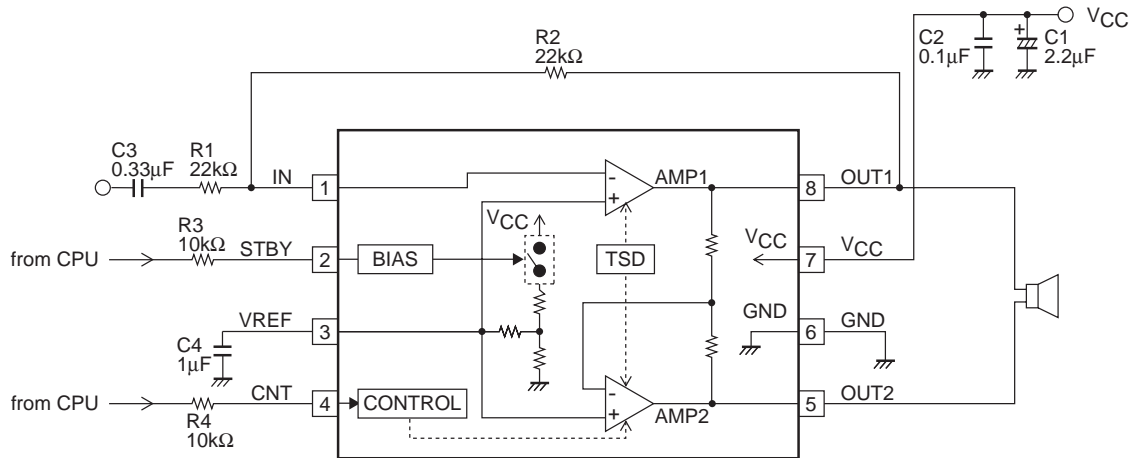 R2
22kΩ
C2
0.1µF
+
C1
2.2µF
VCC
C3
0.33µF
R1
22kΩ
IN
1
-
+
AMP1
8
OUT1
from CPU
R3
10kΩ
STBY
2
BIAS
VCC
TSD
VCC
7
VCC
VREF
3
C4
1µF
GND
6
GND
from CPU
R4
10kΩ
CNT
4
CONTROL
-
+
AMP2
5
OUT2